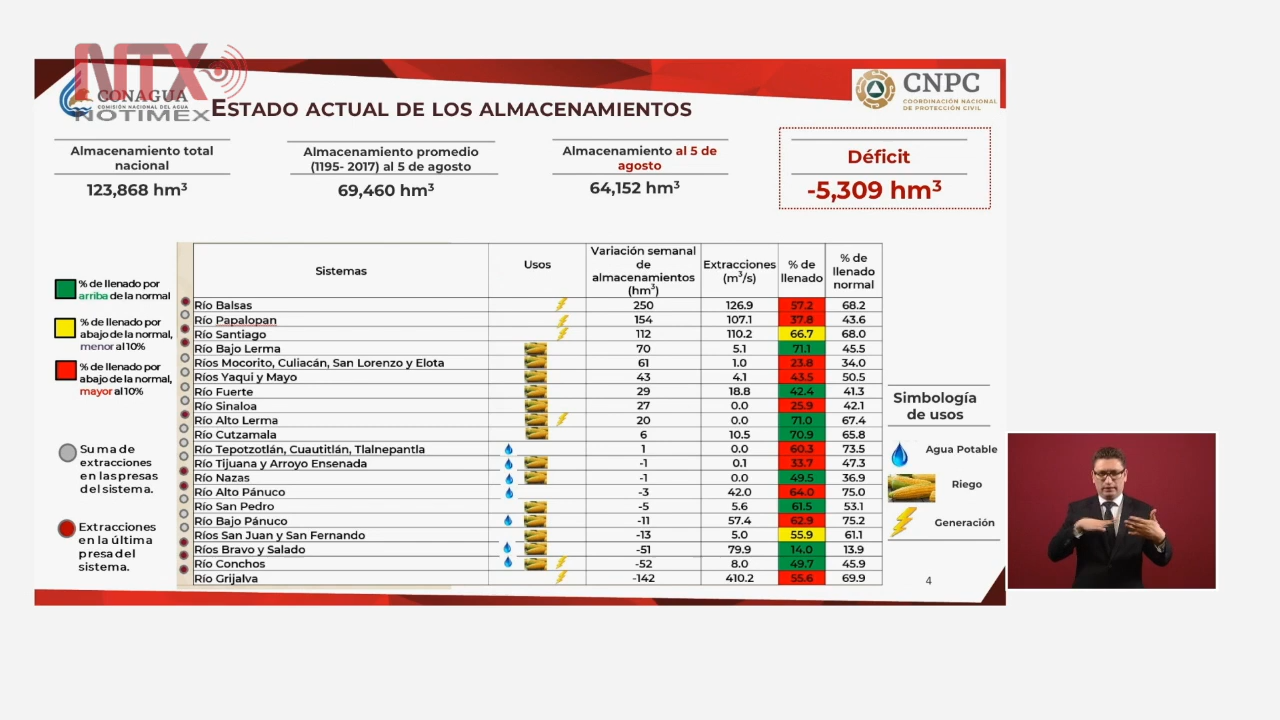 NTX
NOTIMEX
CONAGUA
COMISIÓN NACIONAL DEL AGUA
ESTADO ACTUAL DE LOS ALMACENAMIENTOS
CNPC
COORDINACIÓN NACIONAL
DE PROTECCIÓN CIVIL
Almacenamiento total
nacional
123,868 hm³
Almacenamiento promedio
(1195- 2017) al 5 de agosto
69,460 hm³
Almacenamiento al 5 de
agosto
64,152 hm³
Déficit
-5,309 hm³
% de llenado por
arriba de la normal
% de llenado por
abajo de la normal,
menor al 10%
% de llenado por
abajo de la normal,
mayor al 10%
Suma de
extracciones
en las presas
del sistema.
Extracciones
en la última
presa del
sistema.
Sistemas Usos Variación semanal de almacenamientos (hm³) Extracciones (m³/s) % de llenado % de llenado normal
Río Balsas 250 126.9 57.2 68.2
Río Papalopan 154 107.1 37.8 43.6
Río Santiago 112 110.2 66.7 68.0
Río Bajo Lerma 70 5.1 71.1 45.5
Ríos Mocorito, Culiacán, San Lorenzo y Elota 61 1.0 23.8 34.0
Ríos Yaqui y Mayo 43 4.1 43.5 50.5
Río Fuerte 29 18.8 42.4 41.3
Río Sinaloa 27 0.0 25.9 42.1
Río Alto Lerma 20 0.0 71.0 67.4
Río Cutzamala 6 10.5 70.9 65.8
Río Tepotzotlán, Cuautitlán, Tlalnepantla 1 0.0 60.3 73.5
Río Tijuana y Arroyo Ensenada -1 0.1 33.7 47.3
Río Nazas -1 0.0 49.5 36.9
Río Alto Pánuco -3 42.0 64.0 75.0
Río San Pedro -5 5.6 61.5 53.1
Río Bajo Pánuco -11 57.4 62.9 75.2
Ríos San Juan y San Fernando -13 5.0 55.9 61.1
Ríos Bravo y Salado -51 79.9 14.0 13.9
Río Conchos -52 8.0 49.7 45.9
Río Grijalva -142 410.2 55.6 69.9
Simbología
de usos
Agua Potable
Riego
Generación
4